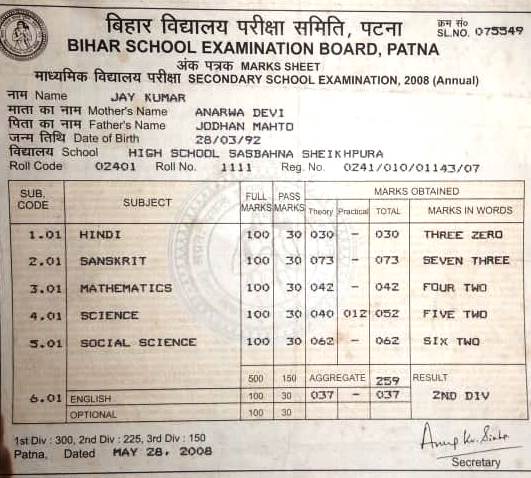 बिहार विद्यालय परीक्षा समिति, पटना
क्रम सं०
SL.NO. 075549
BIHAR SCHOOL EXAMINATION BOARD, PATNA
अंक पत्रक MARKS SHEET
माध्यमिक विद्यालय परीक्षा SECONDARY SCHOOL EXAMINATION, 2008 (Annual)
नाम Name JAY KUMAR
माता का नाम Mother's Name ANARWA DEVI
पिता का नाम Father's Name JODHAN MAHTO
जन्म तिथि Date of Birth 28/03/92
विद्यालय School HIGH SCHOOL SASBAHNA SHEIKHPURA
Roll Code 02401 Roll No. 1111 Reg. No. 0241/010/01143/07
SUB. CODE SUBJECT FULL MARKS PASS MARKS MARKS OBTAINED
Theory Practical TOTAL MARKS IN WORDS
1.01 HINDI 100 30 030 - 030 THREE ZERO
2.01 SANSKRIT 100 30 073 - 073 SEVEN THREE
3.01 MATHEMATICS 100 30 042 - 042 FOUR TWO
4.01 SCIENCE 100 30 040 012 052 FIVE TWO
5.01 SOCIAL SCIENCE 100 30 062 - 062 SIX TWO
500 150 AGGREGATE 259 RESULT
6.01 ENGLISH 100 30 037 - 037 2ND DIV
OPTIONAL 100 30
1st Div : 300, 2nd Div : 225, 3rd Div : 150
Patna, Dated MAY 28, 2008
Secretary